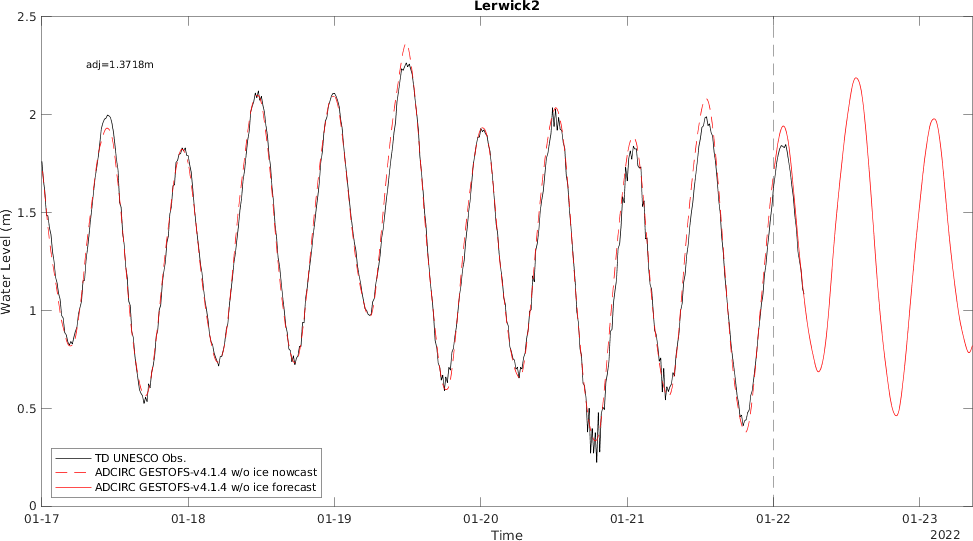 Lerwick2
2.5
adj=1.3718m
2
1.5
Water Level (m)
1
0.5
TD UNESCO Obs.
ADCIRC GESTOFS-v4.1.4 w/o ice nowcast
ADCIRC GESTOFS-v4.1.4 w/o ice forecast
0
01-17 01-18 01-19 01-20 01-21 01-22 01-23
Time
2022